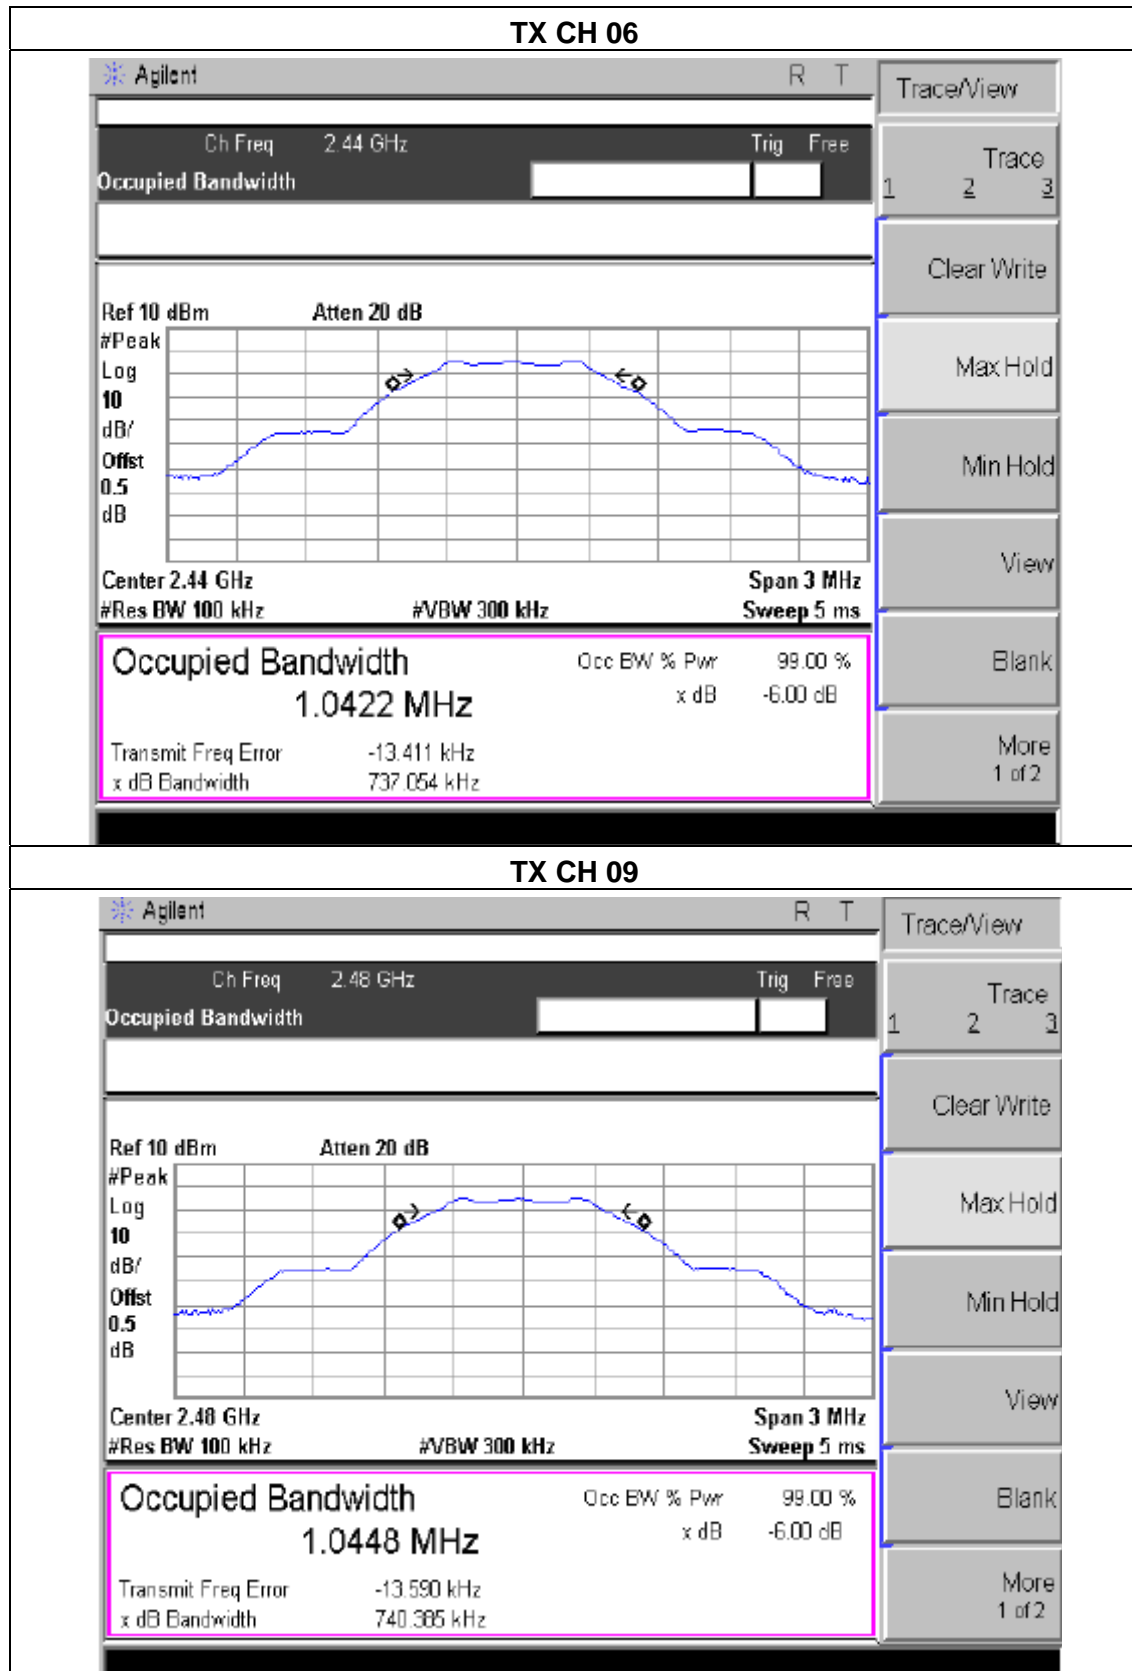 TX CH 06
Agilent R T
Trace/View
Ch Freq 2.44 GHz Trig Free
Occupied Bandwidth
Trace
1 2 3
Clear Write
Max Hold
Min Hold
View
Blank
More
1 of 2
Ref 10 dBm Atten 20 dB
#Peak
Log
10
dB/
Offst
0.5
dB
Center 2.44 GHz Span 3 MHz
#Res BW 100 kHz #VBW 300 kHz Sweep 5 ms
Occupied Bandwidth Occ BW % Pwr 99.00 %
1.0422 MHz x dB -6.00 dB
Transmit Freq Error -13.411 kHz
x dB Bandwidth 737.054 kHz
TX CH 09
Agilent R T
Trace/View
Ch Freq 2.48 GHz Trig Free
Occupied Bandwidth
Trace
1 2 3
Clear Write
Max Hold
Min Hold
View
Blank
More
1 of 2
Ref 10 dBm Atten 20 dB
#Peak
Log
10
dB/
Offst
0.5
dB
Center 2.48 GHz Span 3 MHz
#Res BW 100 kHz #VBW 300 kHz Sweep 5 ms
Occupied Bandwidth Occ BW % Pwr 99.00 %
1.0448 MHz x dB -6.00 dB
Transmit Freq Error -13.590 kHz
x dB Bandwidth 740.385 kHz